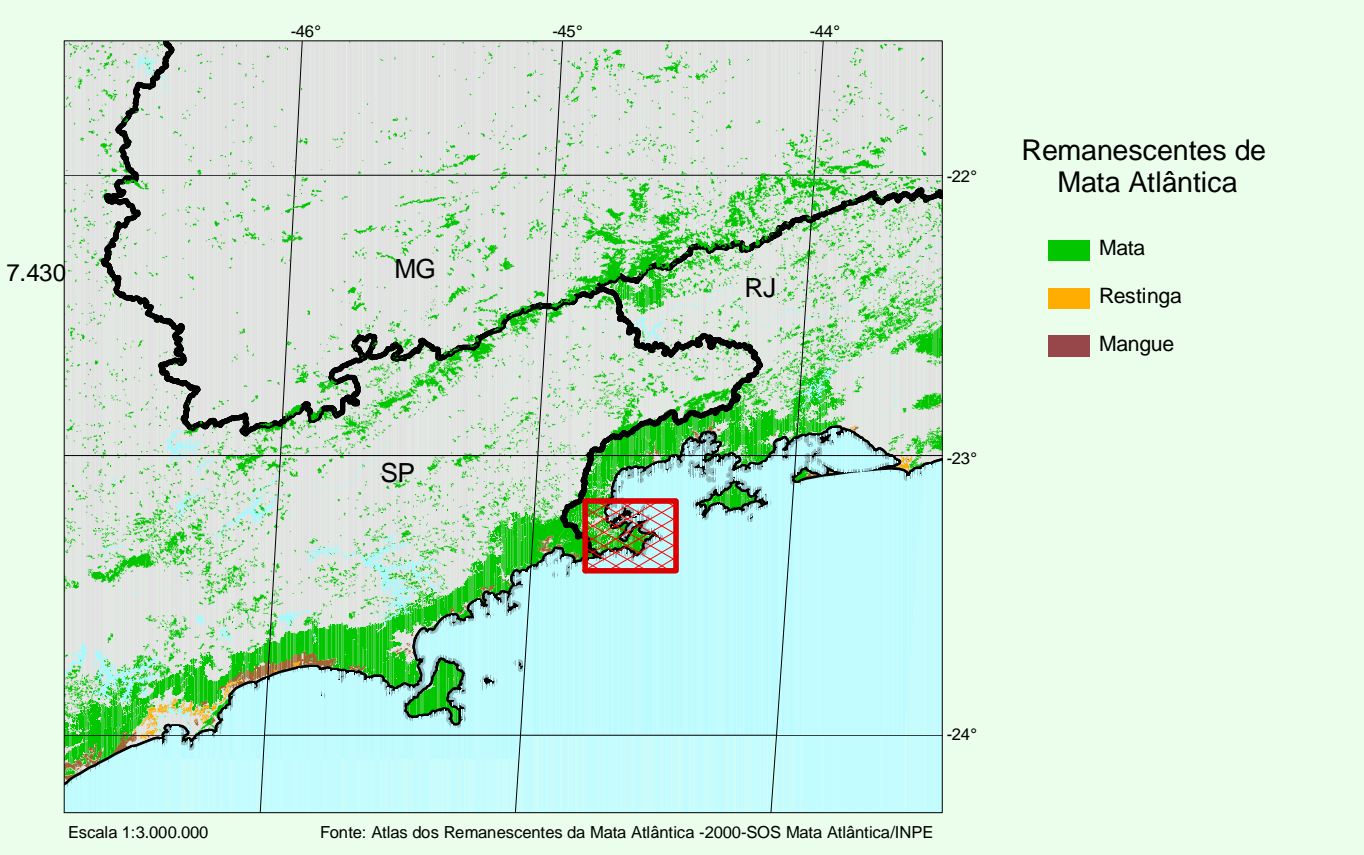 -46°
-45°
-44°
-22°
7.430
MG
RJ
-23°
SP
-24°
Escala 1:3.000.000
Fonte: Atlas dos Remanescentes da Mata Atlântica -2000-SOS Mata Atlântica/INPE
Remanescentes de
Mata Atlântica
Mata
Restinga
Mangue